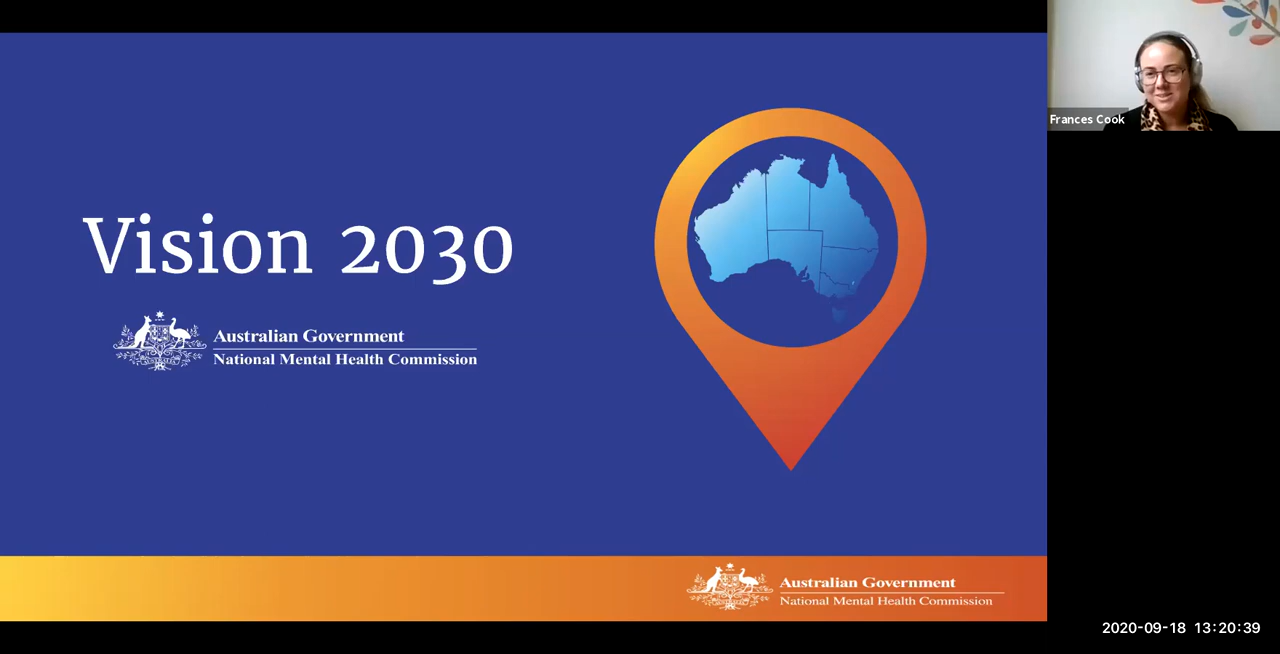 Frances Cook
Vision 2030
Australian Government
National Mental Health Commission
Australian Government
National Mental Health Commission
2020-09-18 13:20:39